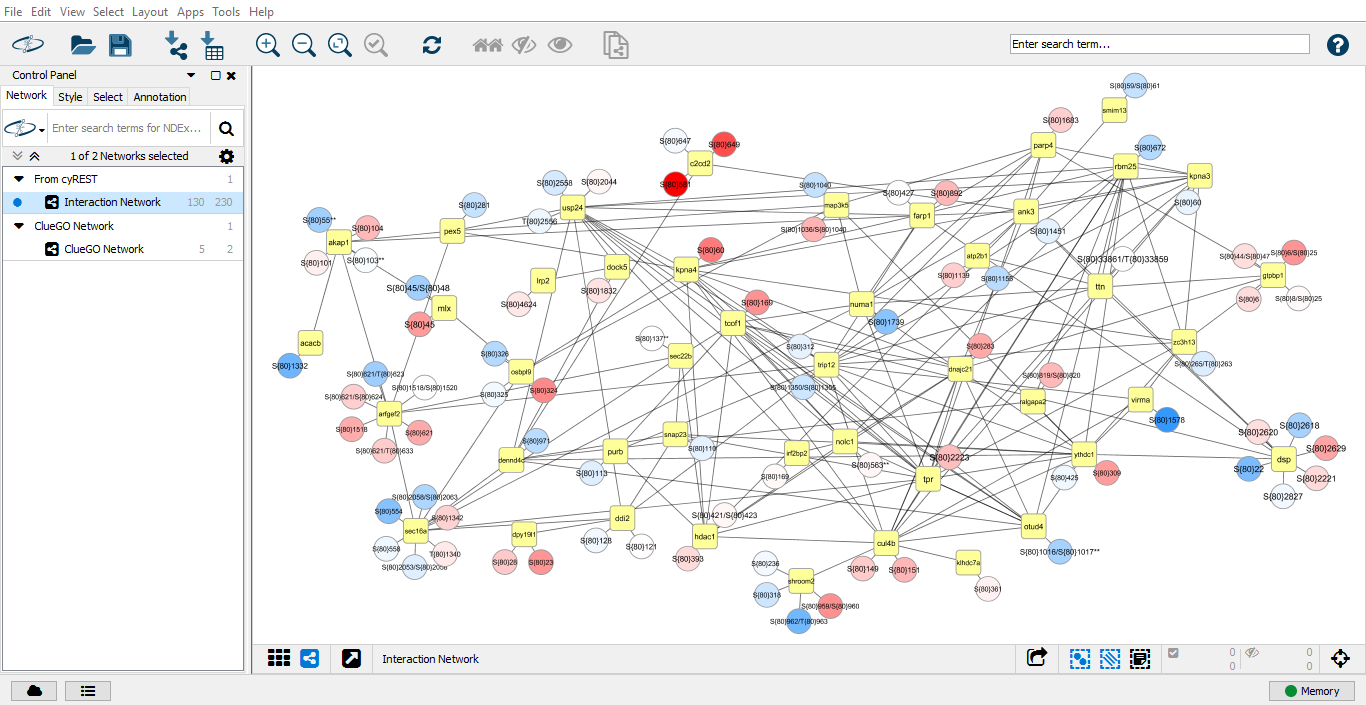 File Edit View Select Layout Apps Tools Help
Enter search term...
Control Panel
Network Style Select Annotation
Enter search terms for NDEx...
1 of 2 Networks selected
From cyREST 1
Interaction Network 130 230
ClueGO Network 1
ClueGO Network 5 2
S(80)59/S(80)61
smim13
S(80)1683
parp4
S(80)647
S(80)649
c2cd2
S(80)672
rbm25
kpna3
S(80)60
S(80)2558
S(80)2044
usp24
T(80)2556
S(80)1040
map3k5
S(80)1036/S(80)1040
S(80)427
S(80)892
farp1
ank3
S(80)1451
S(80)281
pex5
S(80)55**
S(80)104
akap1
S(80)101
S(80)103**
S(80)60
kpna4
dock5
S(80)1832
lrp2
S(80)4624
atp2b1
S(80)1139
S(80)1156
S(80)33861/T(80)33859
ttn
S(80)44/S(80)47
S(80)6/S(80)25
gtpbp1
S(80)6
S(80)8/S(80)25
S(80)45/S(80)48
mlx
S(80)45
S(80)169
tcof1
numa1
S(80)1739
acacb
S(80)1332
S(80)137**
sec22b
S(80)326
osbpl9
S(80)325
S(80)324
S(80)312
trip12
S(80)1350/S(80)1355
S(80)283
dnajc21
zc3h13
S(80)265/T(80)263
S(80)621/T(80)623
S(80)1518/S(80)1520
S(80)621/S(80)624
arfgef2
S(80)1518
S(80)621
S(80)621/T(80)633
S(80)819/S(80)820
ralgapa2
virma
S(80)1578
S(80)971
dennd4c
purb
S(80)113
snap23
S(80)110
irf2bp2
S(80)169
nolc1
S(80)563**
S(80)2223
tpr
ythdc1
S(80)425
S(80)309
S(80)2620
S(80)2618
S(80)2629
dsp
S(80)22
S(80)2221
S(80)2827
S(80)2058/S(80)2063
S(80)554
S(80)1342
sec16a
S(80)558
T(80)1340
dpy19l1
S(80)28
S(80)23
ddi2
S(80)128
S(80)121
S(80)421/S(80)423
hdac1
S(80)393
cul4b
S(80)149
S(80)151
otud4
S(80)1016/S(80)1017**
klhdc7a
S(80)361
S(80)236
shroom2
S(80)318
S(80)959/S(80)960
S(80)962/T(80)963
Interaction Network
0 0
0 0
Memory